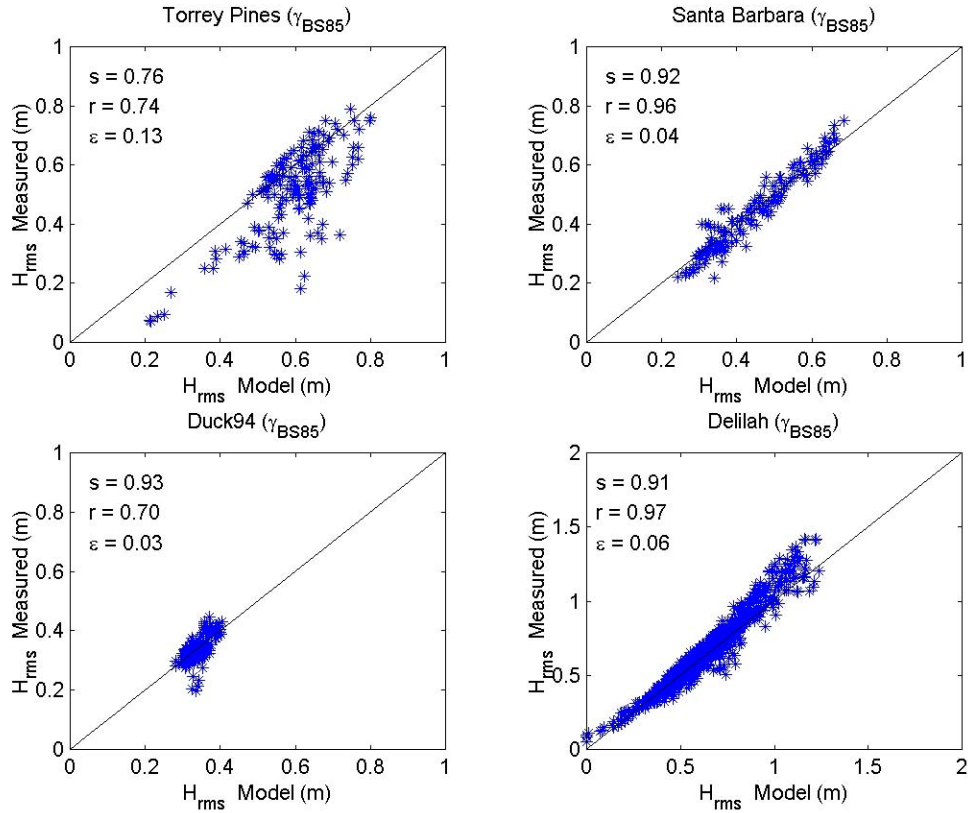 Torrey Pines (γBS85)
s = 0.76
r = 0.74
ε = 0.13
Hrms Measured (m)
1
0.8
0.6
0.4
0.2
0
0 0.2 0.4 0.6 0.8 1
Hrms Model (m)
Santa Barbara (γBS85)
s = 0.92
r = 0.96
ε = 0.04
Hrms Measured (m)
1
0.8
0.6
0.4
0.2
0
0 0.2 0.4 0.6 0.8 1
Hrms Model (m)
Duck94 (γBS85)
s = 0.93
r = 0.70
ε = 0.03
Hrms Measured (m)
1
0.8
0.6
0.4
0.2
0
0 0.2 0.4 0.6 0.8 1
Hrms Model (m)
Delilah (γBS85)
s = 0.91
r = 0.97
ε = 0.06
Hrms Measured (m)
2
1.5
1
0.5
0
0 0.5 1 1.5 2
Hrms Model (m)